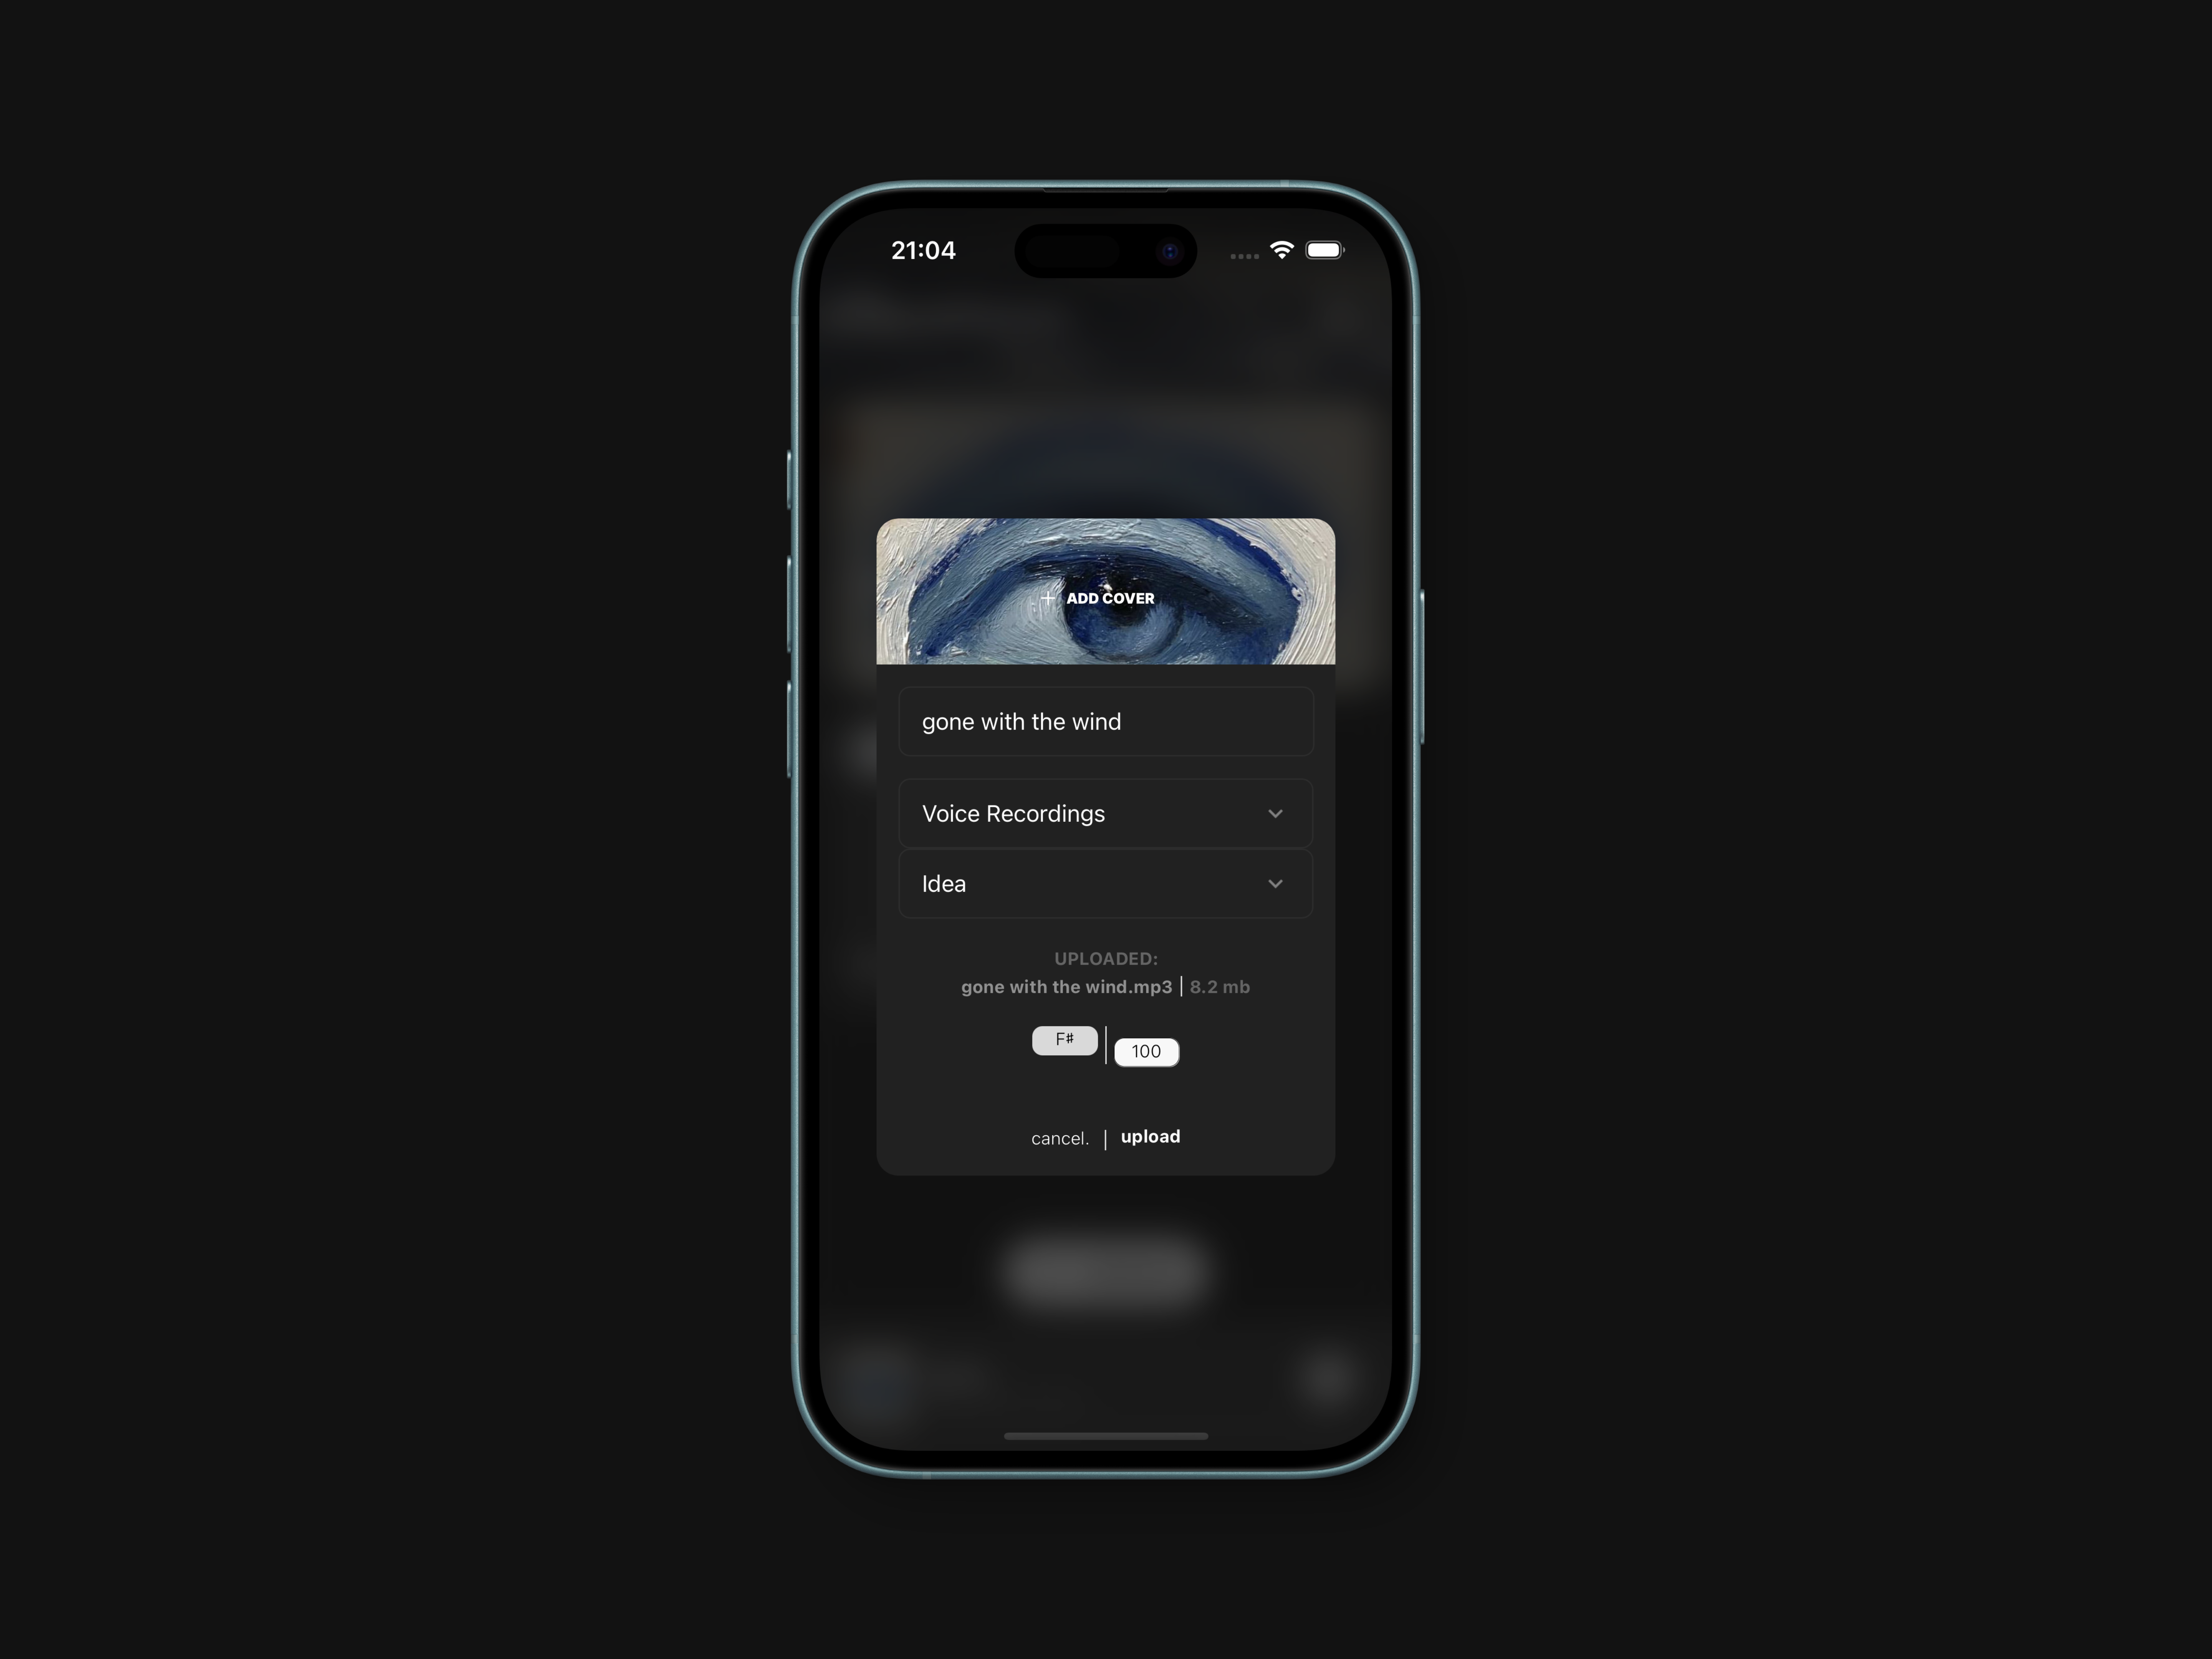 21:04
+ ADD COVER
gone with the wind
Voice Recordings
Idea
UPLOADED:
gone with the wind.mp3 | 8.2 mb
F♯ | 100
cancel. | upload